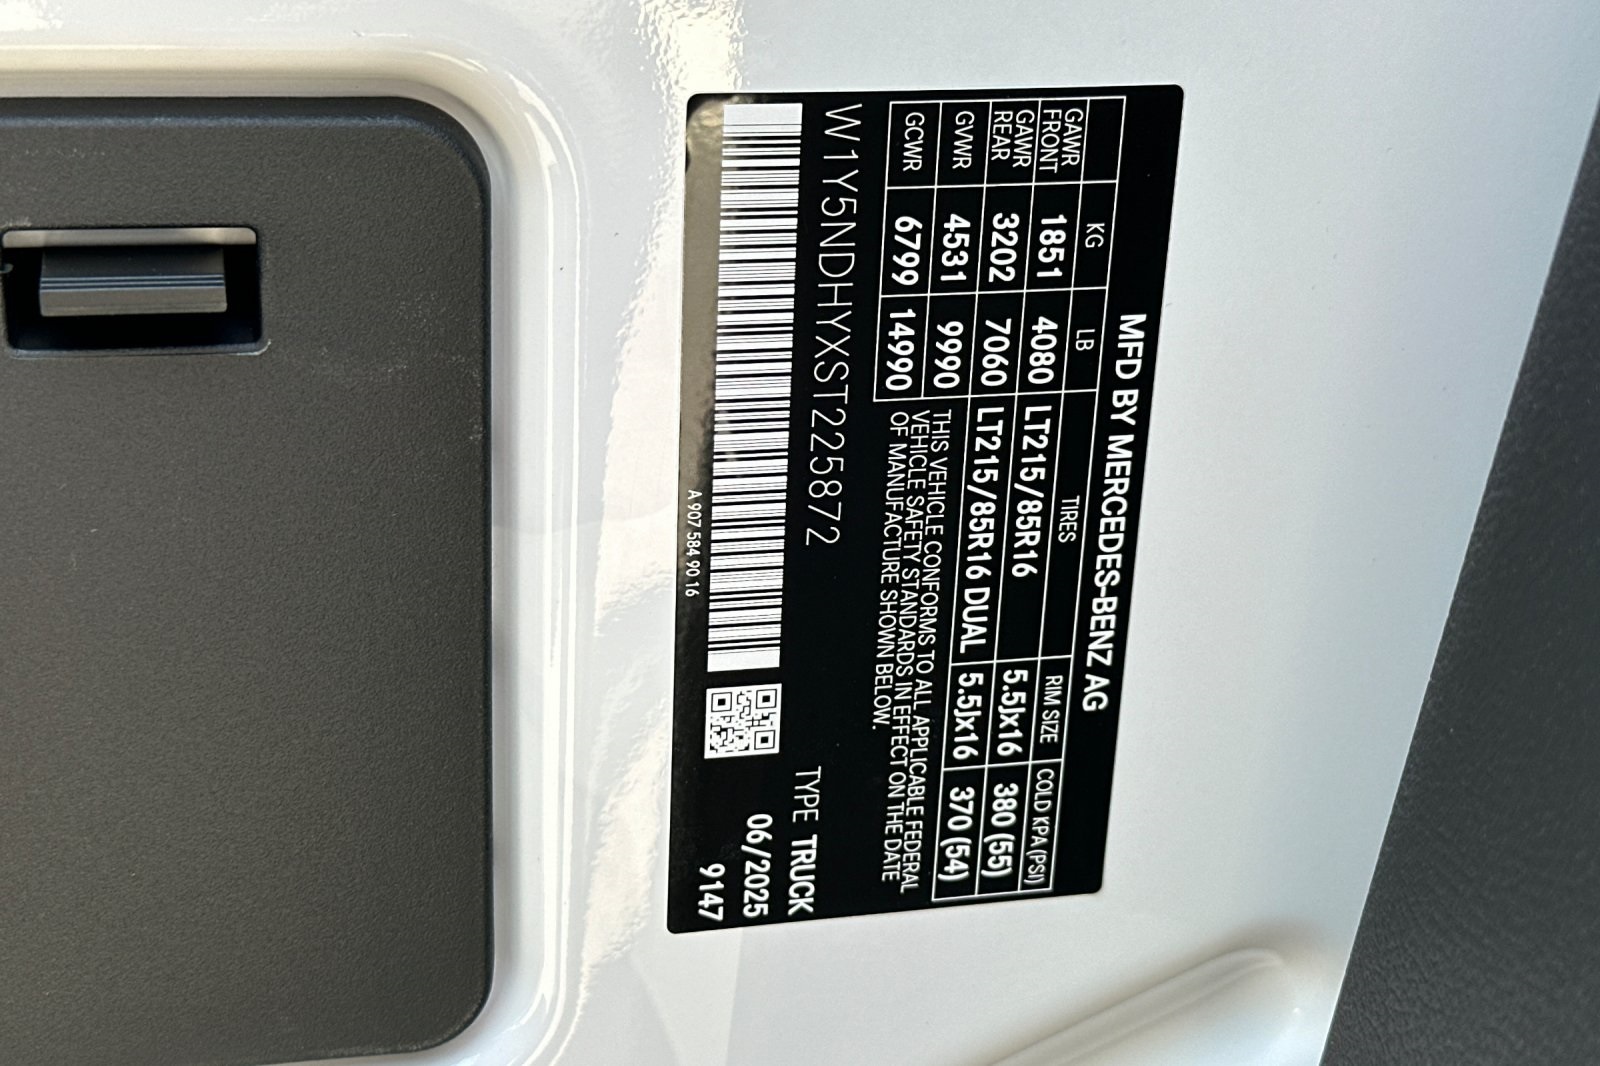 MFD BY MERCEDES-BENZ AG
KG LB TIRES RIM SIZE COLD KPA (PSI)
GAWR FRONT 1851 4080 LT215/85R16 5.5Jx16 380 (55)
GAWR REAR 3202 7060 LT215/85R16 DUAL 5.5Jx16 370 (54)
GVWR 4531 9990
GCWR 6799 14990
THIS VEHICLE CONFORMS TO ALL APPLICABLE FEDERAL
VEHICLE SAFETY STANDARDS IN EFFECT ON THE DATE
OF MANUFACTURE SHOWN BELOW.
W1Y5NDHYXST225872
TYPE TRUCK
06/2025
9147
A 907 584 90 16